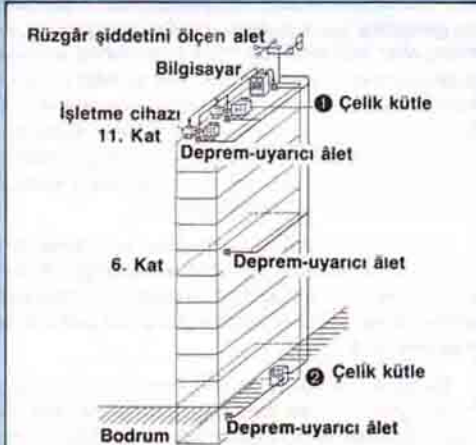 Rüzgâr şiddetini ölçen alet
Bilgisayar
❶ Çelik kütle
İşletme cihazı
11. Kat
Deprem-uyarıcı âlet
6. Kat
Deprem-uyarıcı âlet
❷ Çelik kütle
Deprem-uyarıcı âlet
Bodrum